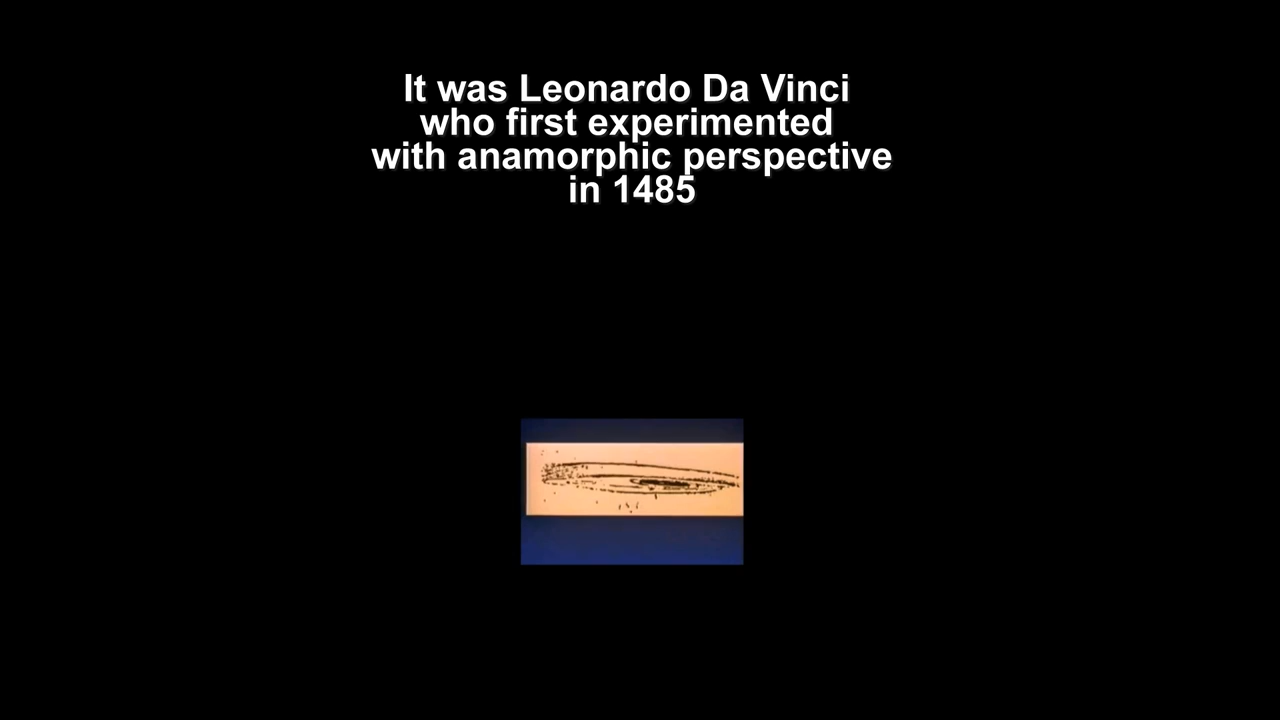 It was Leonardo Da Vinci
who first experimented
with anamorphic perspective
in 1485